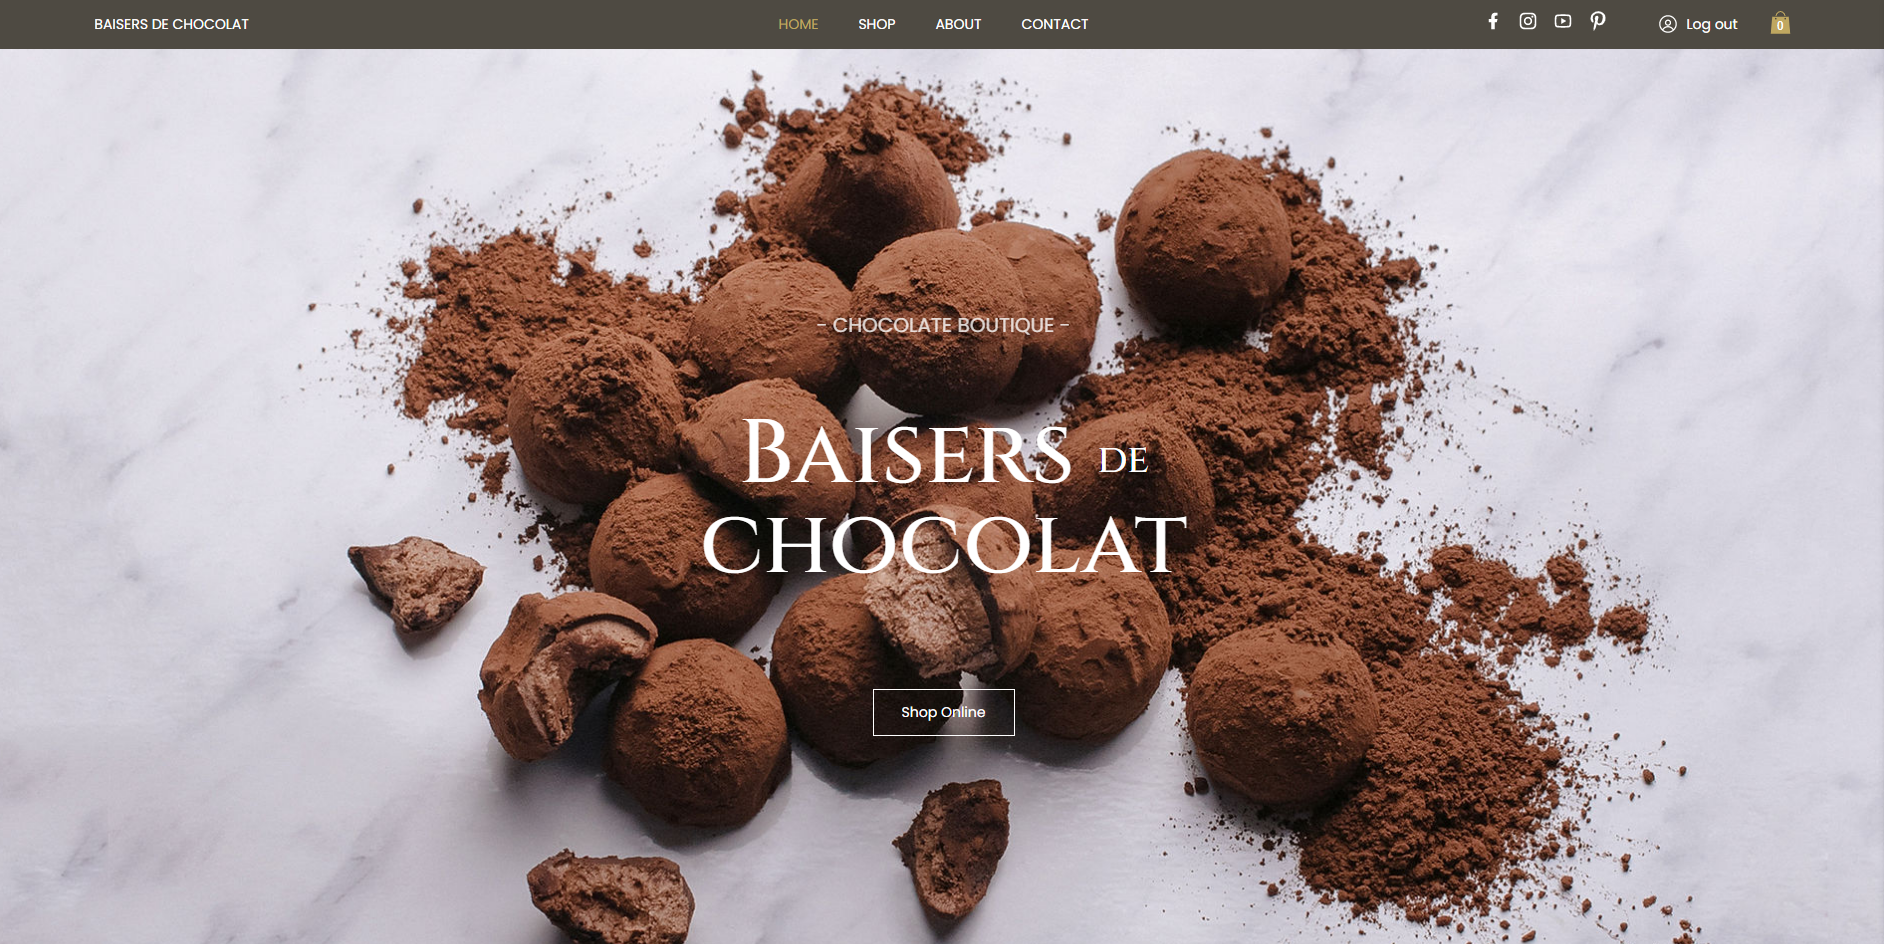 BAISERS DE CHOCOLAT
HOME SHOP ABOUT CONTACT
Log out
0
- CHOCOLATE BOUTIQUE -
BAISERS DE
CHOCOLAT
Shop Online